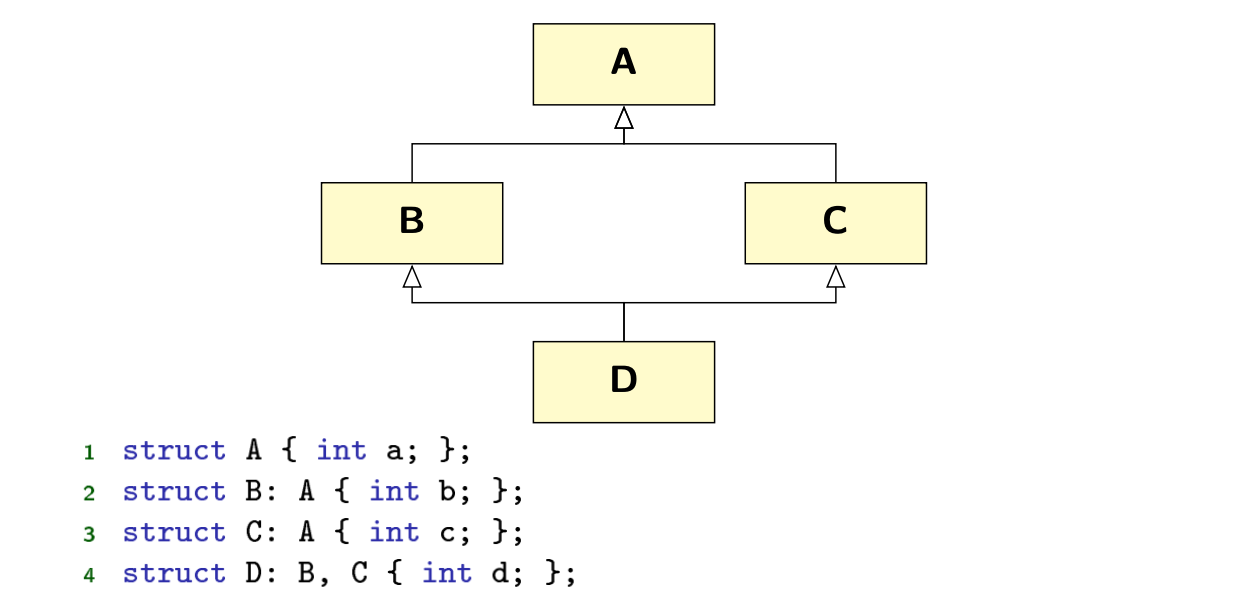 A
B C
D
1 struct A { int a; };
2 struct B: A { int b; };
3 struct C: A { int c; };
4 struct D: B, C { int d; };